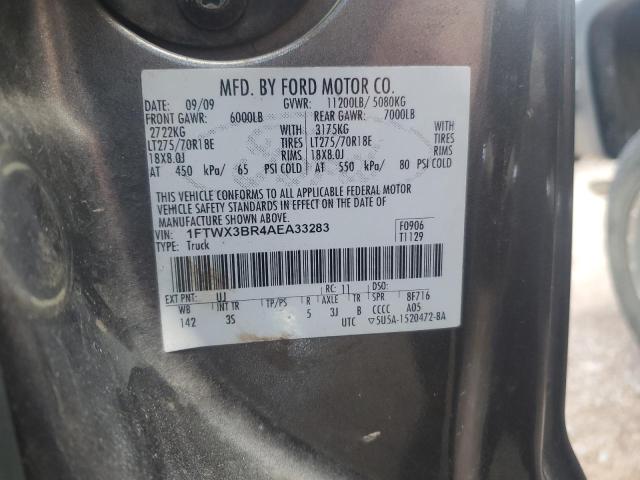 MFD. BY FORD MOTOR CO.
DATE: 09/09 GVWR: 11200LB/ 5080KG
FRONT GAWR: 6000LB REAR GAWR: 7000LB
2722KG WITH 3175KG WITH
LT275/70R18E TIRES LT275/70R18E TIRES
18X8.0J RIMS 18X8.0J RIMS
AT 450 kPa/ 65 PSI COLD AT 550 kPa/ 80 PSI COLD
THIS VEHICLE CONFORMS TO ALL APPLICABLE FEDERAL MOTOR
VEHICLE SAFETY STANDARDS IN EFFECT ON THE DATE OF
MANUFACTURE SHOWN ABOVE.
VIN: 1FTWX3BR4AEA33283 F0906
TYPE: Truck T1129
EXT PNT: UJ RC: 11 DSO:
WB INT TR TP/PS R AXLE TR SPR 8F716
142 3S 5 3J B CCCC A05
UTC ▽5U5A-1520472-BA